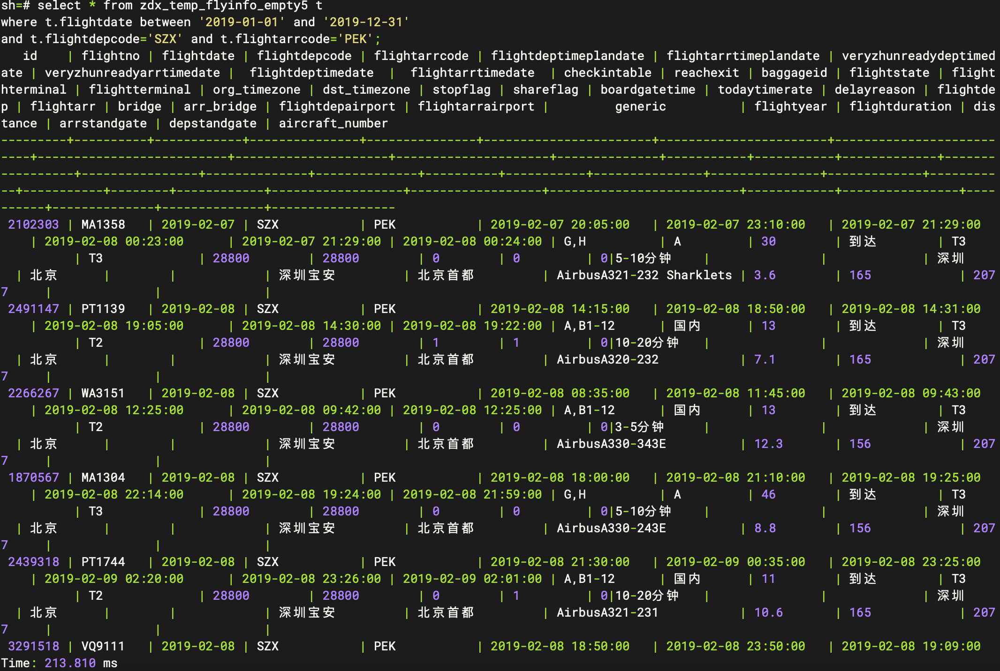 sh=# select * from zdx_temp_flyinfo_empty5 t
where t.flightdate between '2019-01-01' and '2019-12-31'
and t.flightdepcode='SZX' and t.flightarrcode='PEK';
id | flightno | flightdate | flightdepcode | flightarrcode | flightdeptimeplandate | flightarrtimeplandate | veryzhunreadydeptimed
ate | veryzhunreadyarrtimedate | flightdeptimedate | flightarrtimedate | checkintable | reachexit | baggageid | flightstate | flight
hterminal | flightterminal | org_timezone | dst_timezone | stopflag | shareflag | boardgatetime | todaytimerate | delayreason | flightde
p | flightarr | bridge | arr_bridge | flightdepairport | flightarrairport | generic | flightyear | flightduration | dis
tance | arrstandgate | depstandgate | aircraft_number
---------+----------+------------+---------------+---------------+-----------------------+-----------------------+----------------------
----+--------------------------+---------------------+---------------------+--------------+-----------+-----------+-------------+-------
----------+----------------+--------------+--------------+----------+-----------+---------------+---------------+-------------+---------
--+-----------+--------+------------+------------------+------------------+--------------------------+------------+----------------+----
------+--------------+--------------+-----------------
2102303 | MA1358 | 2019-02-07 | SZX | PEK | 2019-02-07 20:05:00 | 2019-02-07 23:10:00 | 2019-02-07 21:29:00
| 2019-02-08 00:23:00 | 2019-02-07 21:29:00 | 2019-02-08 00:24:00 | G,H | A | 30 | 到达 | T3
| T3 | 28800 | 28800 | 0 | 0 | 0|5-10分钟 | | | 深圳
| 北京 | | | 深圳宝安 | 北京首都 | AirbusA321-232 Sharklets | 3.6 | 165 | 207
7 | | |
2491147 | PT1139 | 2019-02-08 | SZX | PEK | 2019-02-08 14:15:00 | 2019-02-08 18:50:00 | 2019-02-08 14:31:00
| 2019-02-08 19:05:00 | 2019-02-08 14:30:00 | 2019-02-08 19:22:00 | A,B1-12 | 国内 | 13 | 到达 | T3
| T2 | 28800 | 28800 | 1 | 1 | 0|10-20分钟 | | | 深圳
| 北京 | | | 深圳宝安 | 北京首都 | AirbusA320-232 | 7.1 | 165 | 207
7 | | |
2266267 | WA3151 | 2019-02-08 | SZX | PEK | 2019-02-08 08:35:00 | 2019-02-08 11:45:00 | 2019-02-08 09:43:00
| 2019-02-08 12:25:00 | 2019-02-08 09:42:00 | 2019-02-08 12:25:00 | A,B1-12 | 国内 | 13 | 到达 | T3
| T2 | 28800 | 28800 | 0 | 0 | 0|3-5分钟 | | | 深圳
| 北京 | | | 深圳宝安 | 北京首都 | AirbusA330-343E | 12.3 | 156 | 207
7 | | |
1870567 | MA1304 | 2019-02-08 | SZX | PEK | 2019-02-08 18:00:00 | 2019-02-08 21:10:00 | 2019-02-08 19:25:00
| 2019-02-08 22:14:00 | 2019-02-08 19:24:00 | 2019-02-08 21:59:00 | G,H | A | 46 | 到达 | T3
| T3 | 28800 | 28800 | 0 | 0 | 0|5-10分钟 | | | 深圳
| 北京 | | | 深圳宝安 | 北京首都 | AirbusA330-243E | 8.8 | 156 | 207
7 | | |
2439318 | PT1744 | 2019-02-08 | SZX | PEK | 2019-02-08 21:30:00 | 2019-02-09 00:35:00 | 2019-02-08 23:25:00
| 2019-02-09 02:20:00 | 2019-02-08 23:26:00 | 2019-02-09 02:01:00 | A,B1-12 | 国内 | 11 | 到达 | T3
| T2 | 28800 | 28800 | 0 | 1 | 0|10-20分钟 | | | 深圳
| 北京 | | | 深圳宝安 | 北京首都 | AirbusA321-231 | 10.6 | 165 | 207
7 | | |
3291518 | VQ9111 | 2019-02-08 | SZX | PEK | 2019-02-08 18:50:00 | 2019-02-08 23:50:00 | 2019-02-08 19:09:00
Time: 213.810 ms